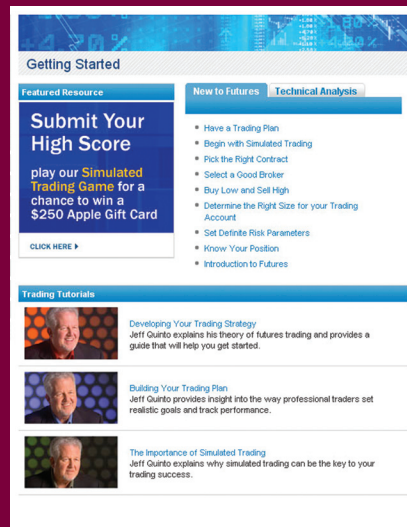 Getting Started
Featured Resource
Submit Your
High Score
play our Simulated
Trading Game for a
chance to win a
$250 Apple Gift Card
CLICK HERE
New to Futures
Technical Analysis
Have a Trading Plan
Begin with Simulated Trading
Pick the Right Contract
Select a Good Broker
Buy Low and Sell High
Determine the Right Size for your Trading
Account
Set Definite Risk Parameters
Know Your Position
Introduction to Futures
Trading Tutorials
Developing Your Trading Strategy
Jeff Quinto explains his theory of futures trading and provides a
guide that will help you get started.
Building Your Trading Plan
Jeff Quinto provides insight into the way professional traders set
realistic goals and track performance.
The Importance of Simulated Trading
Jeff Quinto explains why simulated trading can be the key to your
trading success.